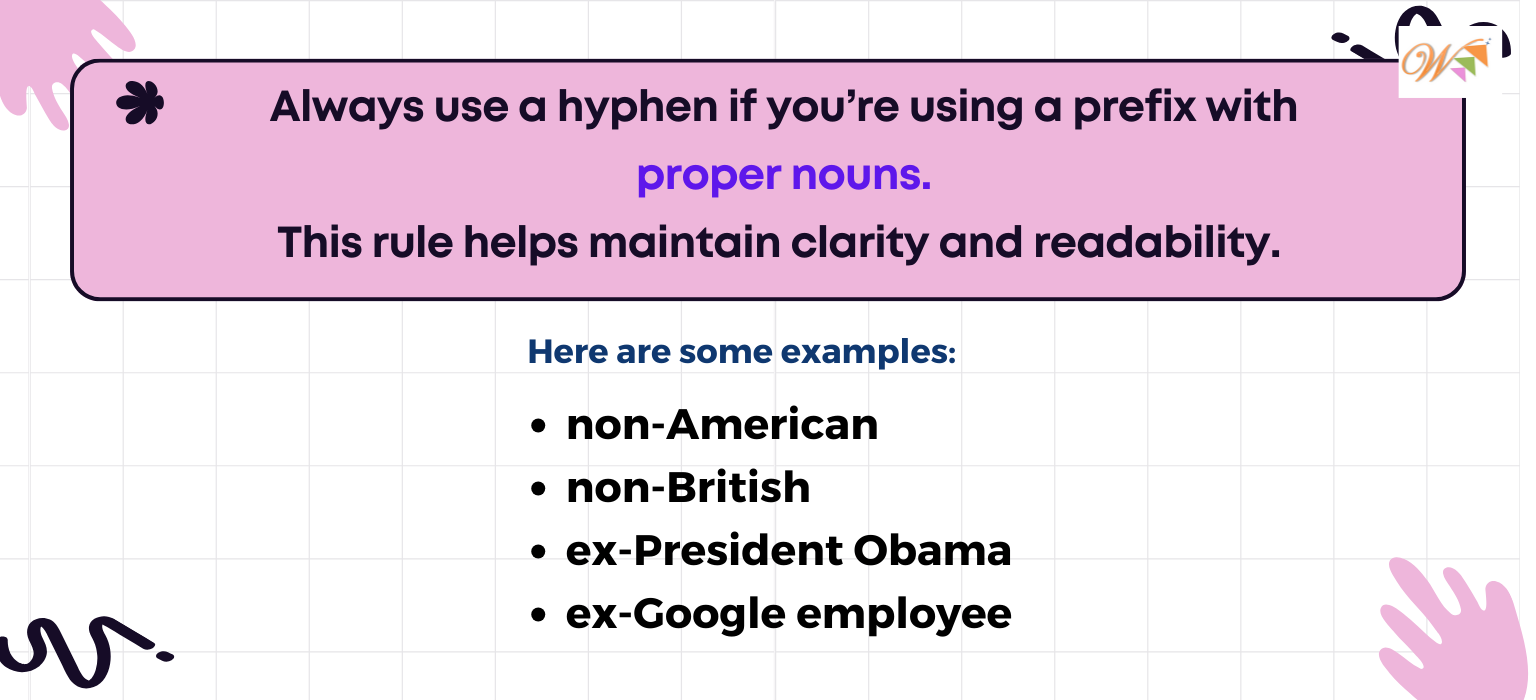 Always use a hyphen if you’re using a prefix with
proper nouns.
This rule helps maintain clarity and readability.
W
Here are some examples:
• non-American
• non-British
• ex-President Obama
• ex-Google employee